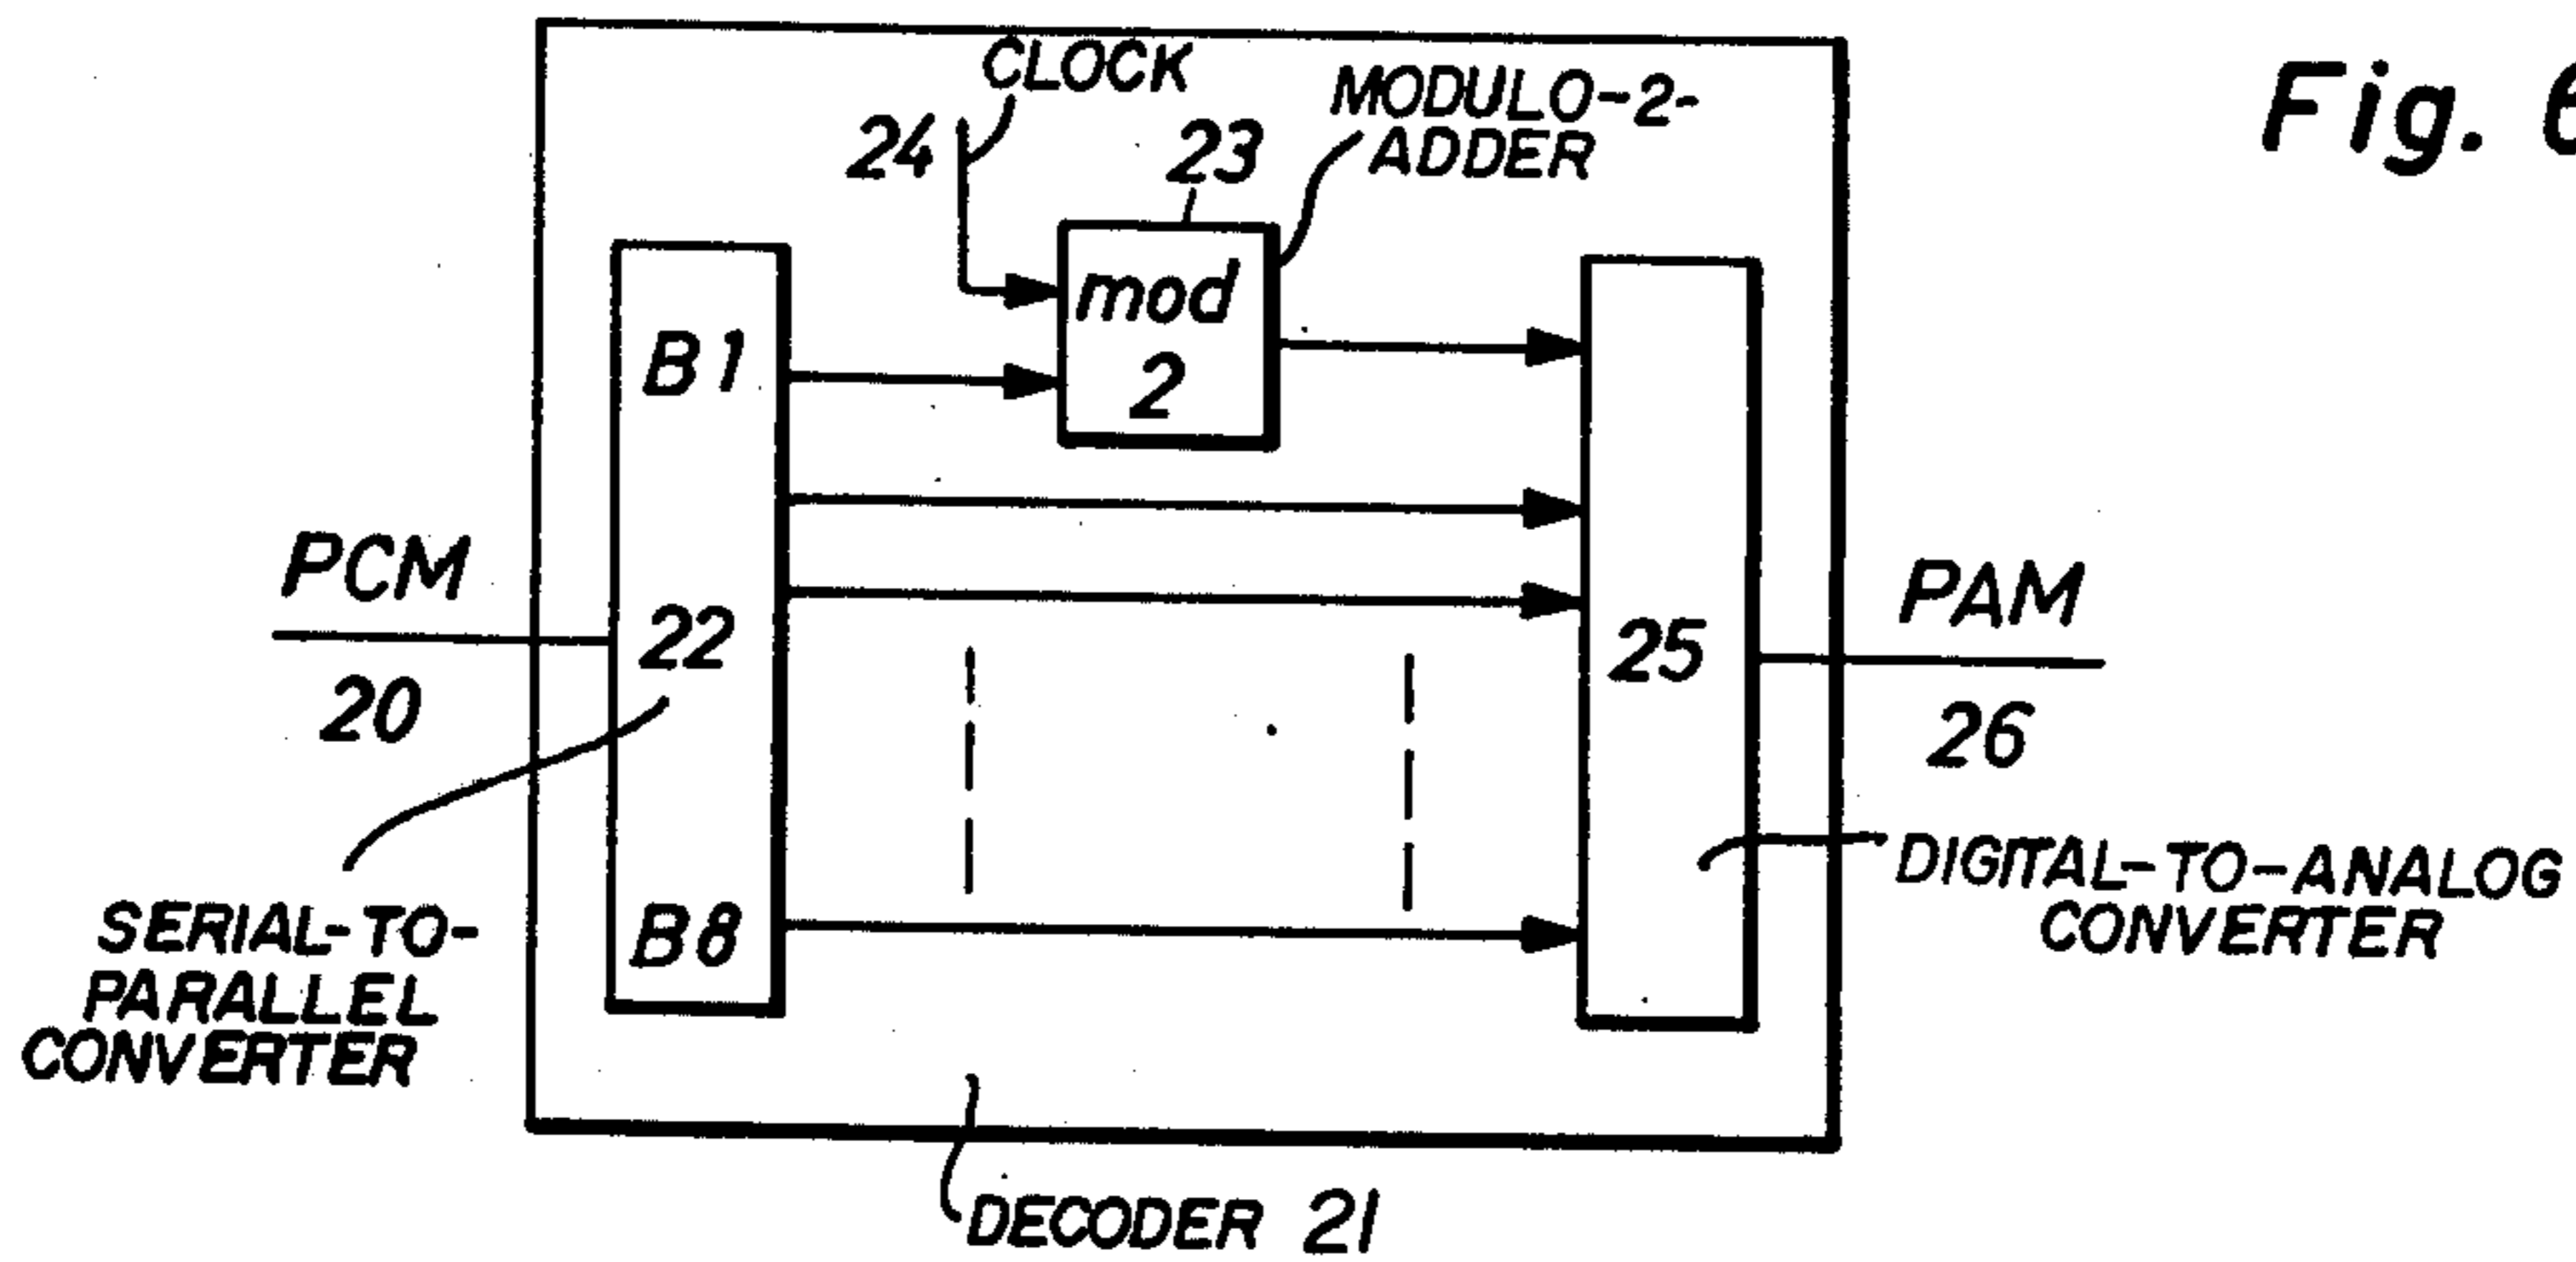 Fig. 6
CLOCK
24
23
MODULO-2-
ADDER
mod
2
B1
PCM
20
22
25
PAM
26
B8
SERIAL-TO-
PARALLEL
CONVERTER
DIGITAL-TO-ANALOG
CONVERTER
DECODER 21